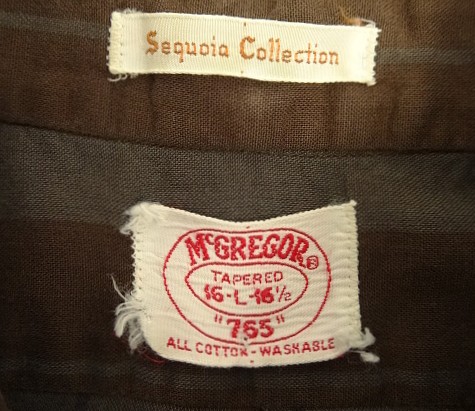 Sequoia Collection
McGREGOR®
TAPERED
16-L-16½
"765"
ALL COTTON-WASHABLE